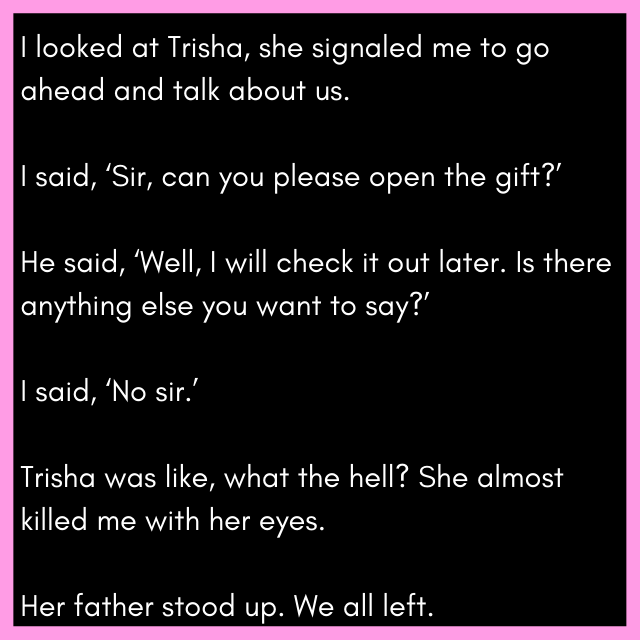 I looked at Trisha, she signaled me to go
ahead and talk about us.
I said, ‘Sir, can you please open the gift?’
He said, ‘Well, I will check it out later. Is there
anything else you want to say?’
I said, ‘No sir.’
Trisha was like, what the hell? She almost
killed me with her eyes.
Her father stood up. We all left.